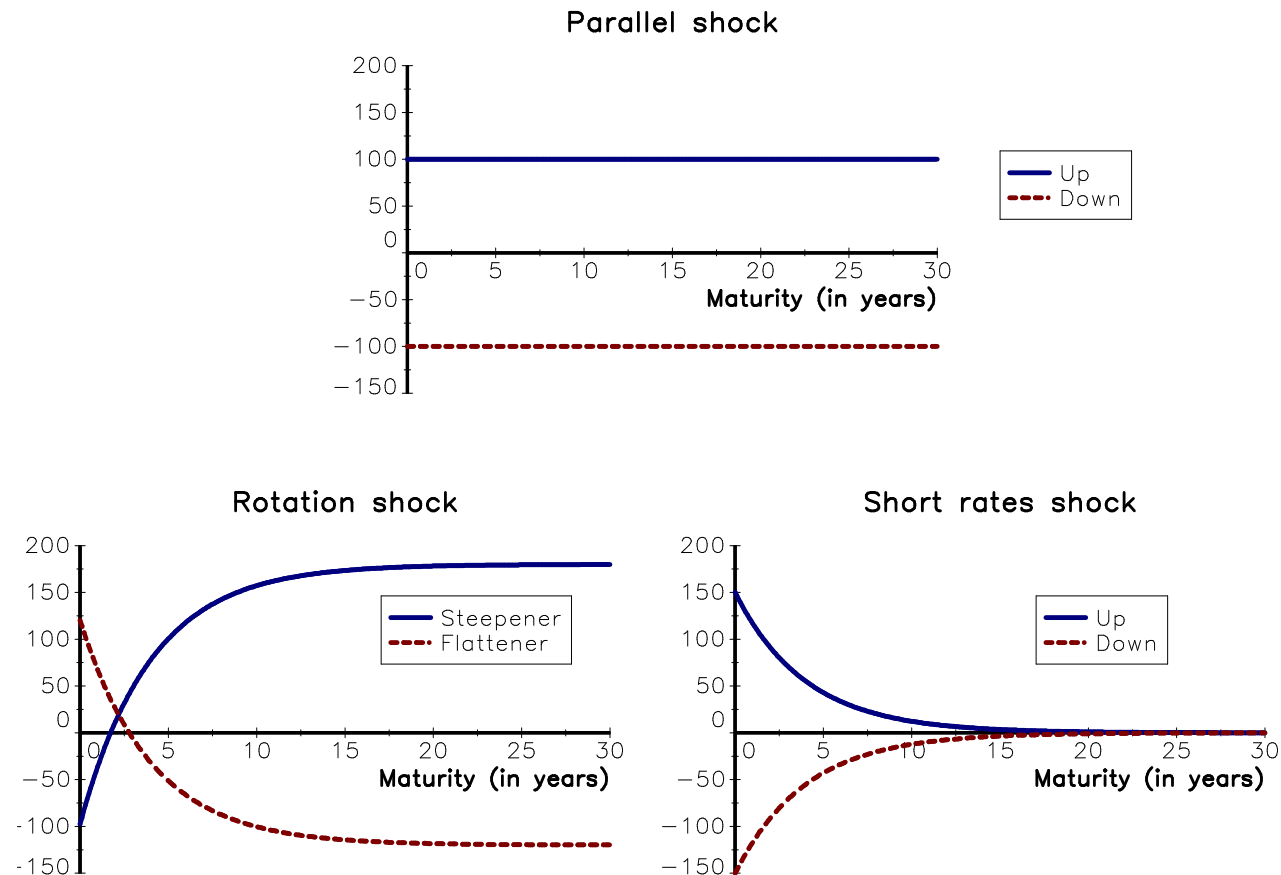 Parallel shock
200
150
100
50
0
−50
−100
−150
0 5 10 15 20 25 30
Maturity (in years)
Up
Down
Rotation shock
200
150
100
50
0
−50
-100
-150
0 5 10 15 20 25 30
Maturity (in years)
Steepener
Flattener
Short rates shock
200
150
100
50
0
−50
−100
−150
0 5 10 15 20 25 30
Maturity (in years)
Up
Down